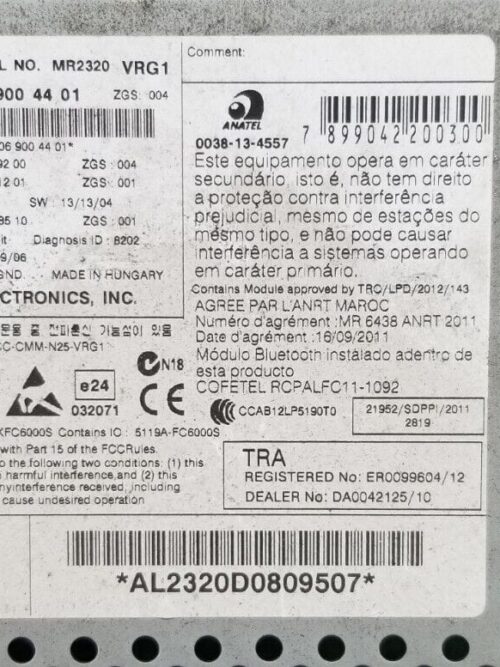 L NO. MR2320 VRG1
900 44 01 ZGS: 004
06 900 44 01*
92 00 ZGS : 004
12 01 ZGS : 001
SW : 13/13/04
85 10 ZGS : 001
it Diagnosis ID : 8202
9/06
GND. MADE IN HUNGARY
CTRONICS, INC.
CC-CMM-N25-VRG1
N18
e24
032071
CE
KFC6000S Contains IC : 5119A-FC6000S
with Part 15 of the FCCRules.
o the following two conditions: (1) this
harmful interference,and (2) this
nyinterference received, including
cause undesired operation
Comment:
ANATEL
0038-13-4557
7 899042 200300
Este equipamento opera em caráter
secundário, isto é, não tem direito
a proteção contra interferência
prejudicial, mesmo de estações do
mesmo tipo, e não pode causar
interferência a sistemas operando
em caráter primário.
Contains Module approved by TRC/LPD/2012/143
AGREE PAR L'ANRT MAROC
Numéro d'agrément : MR 6438 ANRT 2011
Date d'agrément : 16/09/2011
Módulo Bluetooth instalado adentro de
esta producto
COFETEL RCPALFC11-1092
CCAB12LP5190T0
21952/SDPPI/2011
2819
TRA
REGISTERED No: ER0099604/12
DEALER No: DA0042125/10
*AL2320D0809507*